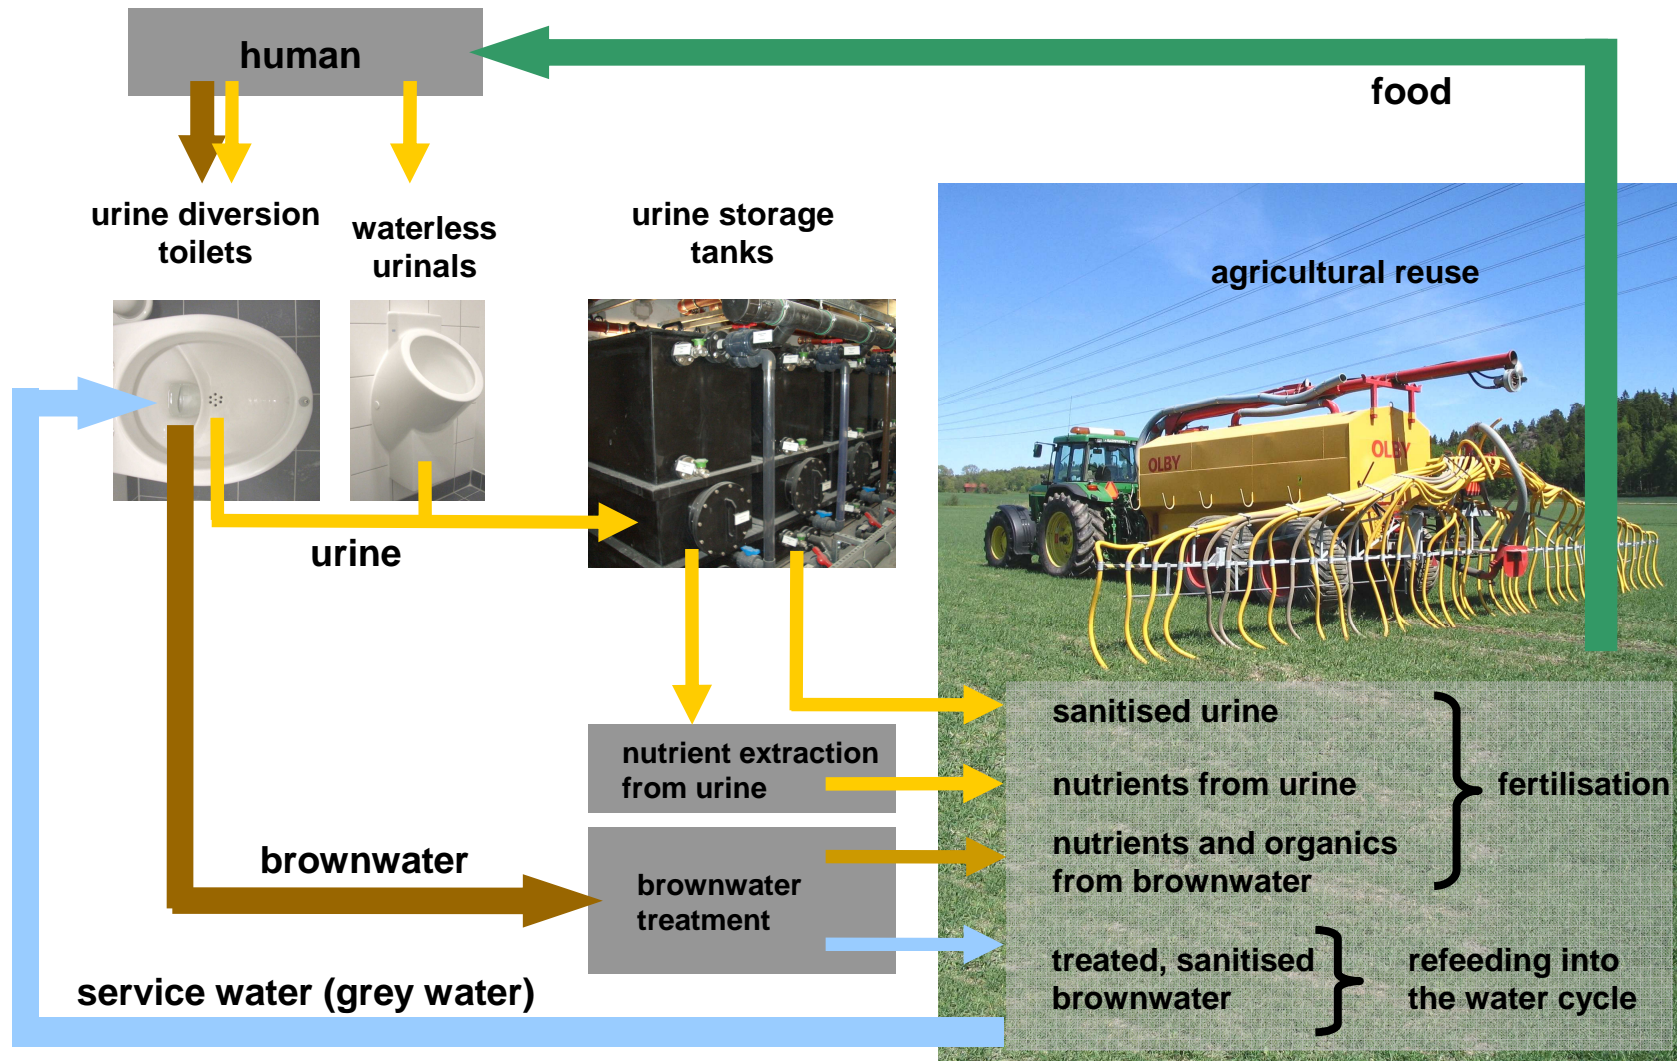 human
food
urine diversion
toilets
waterless
urinals
urine storage
tanks
agricultural reuse
OLBY
OLBY
urine
sanitised urine
nutrient extraction
from urine
nutrients from urine
fertilisation
brownwater
nutrients and organics
from brownwater
brownwater
treatment
treated, sanitised
brownwater
refeeding into
the water cycle
service water (grey water)